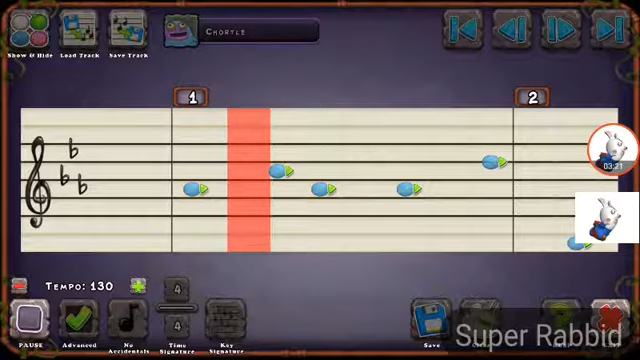 Show & Hide
Load Track
Save Track
Chortle
1
2
03:21
Tempo: 130
4
4
PAUSE
Advanced
No Accidentals
Time Signature
Key Signature
Save
Super Rabbid